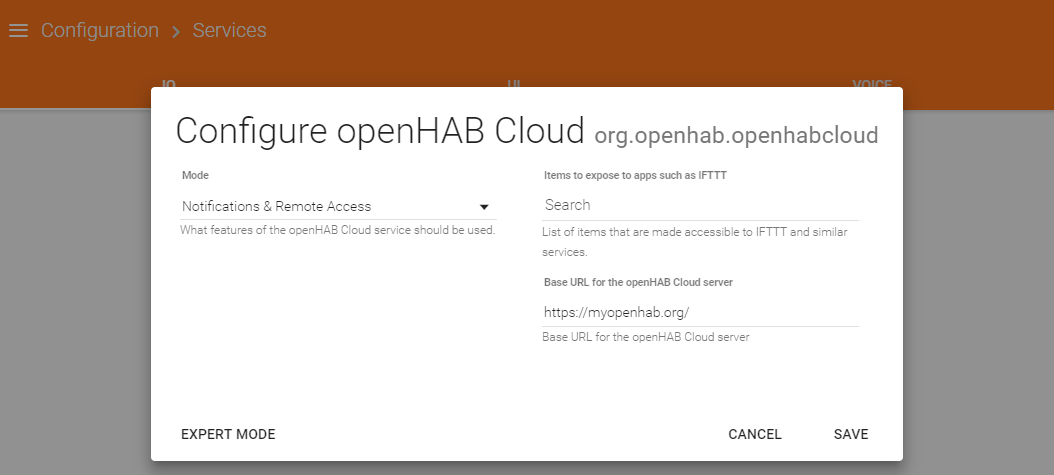 Configuration > Services
IO UI VOICE
Configure openHAB Cloud org.openhab.openhabcloud
Mode
Notifications & Remote Access
What features of the openHAB Cloud service should be used.
Items to expose to apps such as IFTTT
Search
List of items that are made accessible to IFTTT and similar
services.
Base URL for the openHAB Cloud server
https://myopenhab.org/
Base URL for the openHAB Cloud server
EXPERT MODE CANCEL SAVE